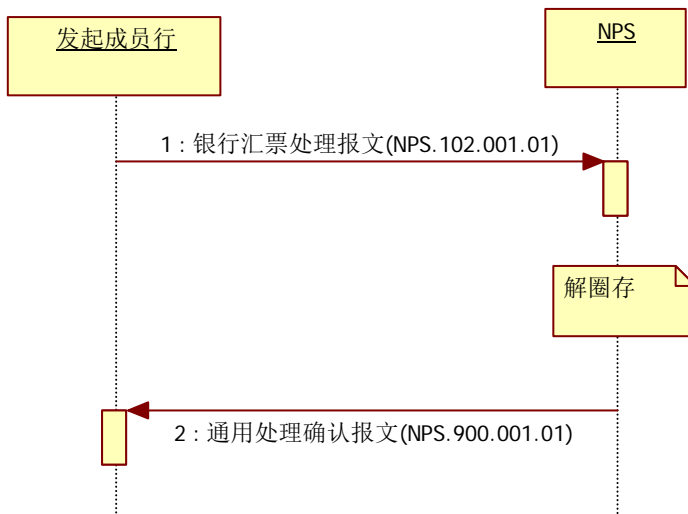 发起成员行
NPS
1 : 银行汇票处理报文(NPS.102.001.01)
解圈存
2 : 通用处理确认报文(NPS.900.001.01)